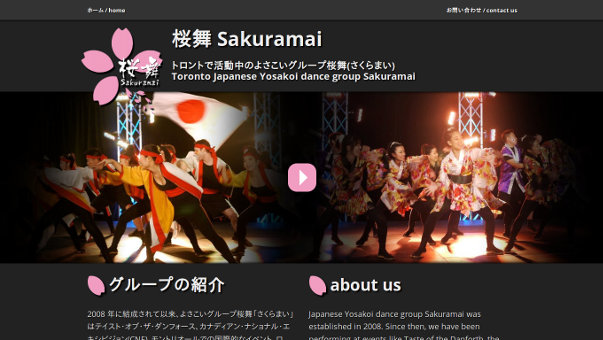 ホーム / home
お問い合わせ / contact us
桜舞 Sakuramai
桜舞
Sakuramai
トロントで活動中のよさこいグループ桜舞(さくらまい)
Toronto Japanese Yosakoi dance group Sakuramai
グループの紹介
2008 年に結成されて以来、よさこいグループ桜舞「さくらまい」
はテイスト・オブ・ザ・ダンフォース、カナディアン・ナショナル・エ
キシビジョン(CNE)、モントリオールでの国際的なイベント、ロ
about us
Japanese Yosakoi dance group Sakuramai was
established in 2008. Since then, we have been
performing at events like Taste of the Danforth, the